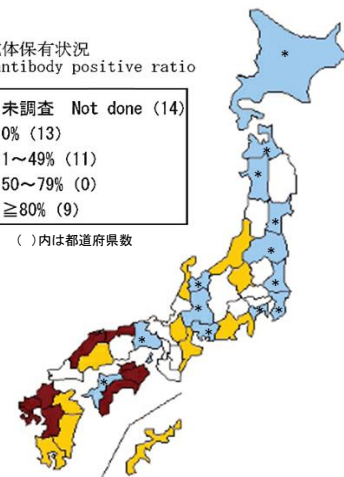 体保有状況
antibody positive ratio
未調査 Not done (14)
0% (13)
1～49% (11)
50～79% (0)
≧80% (9)
( )内は都道府県数
* * * * * * * * * * * * *